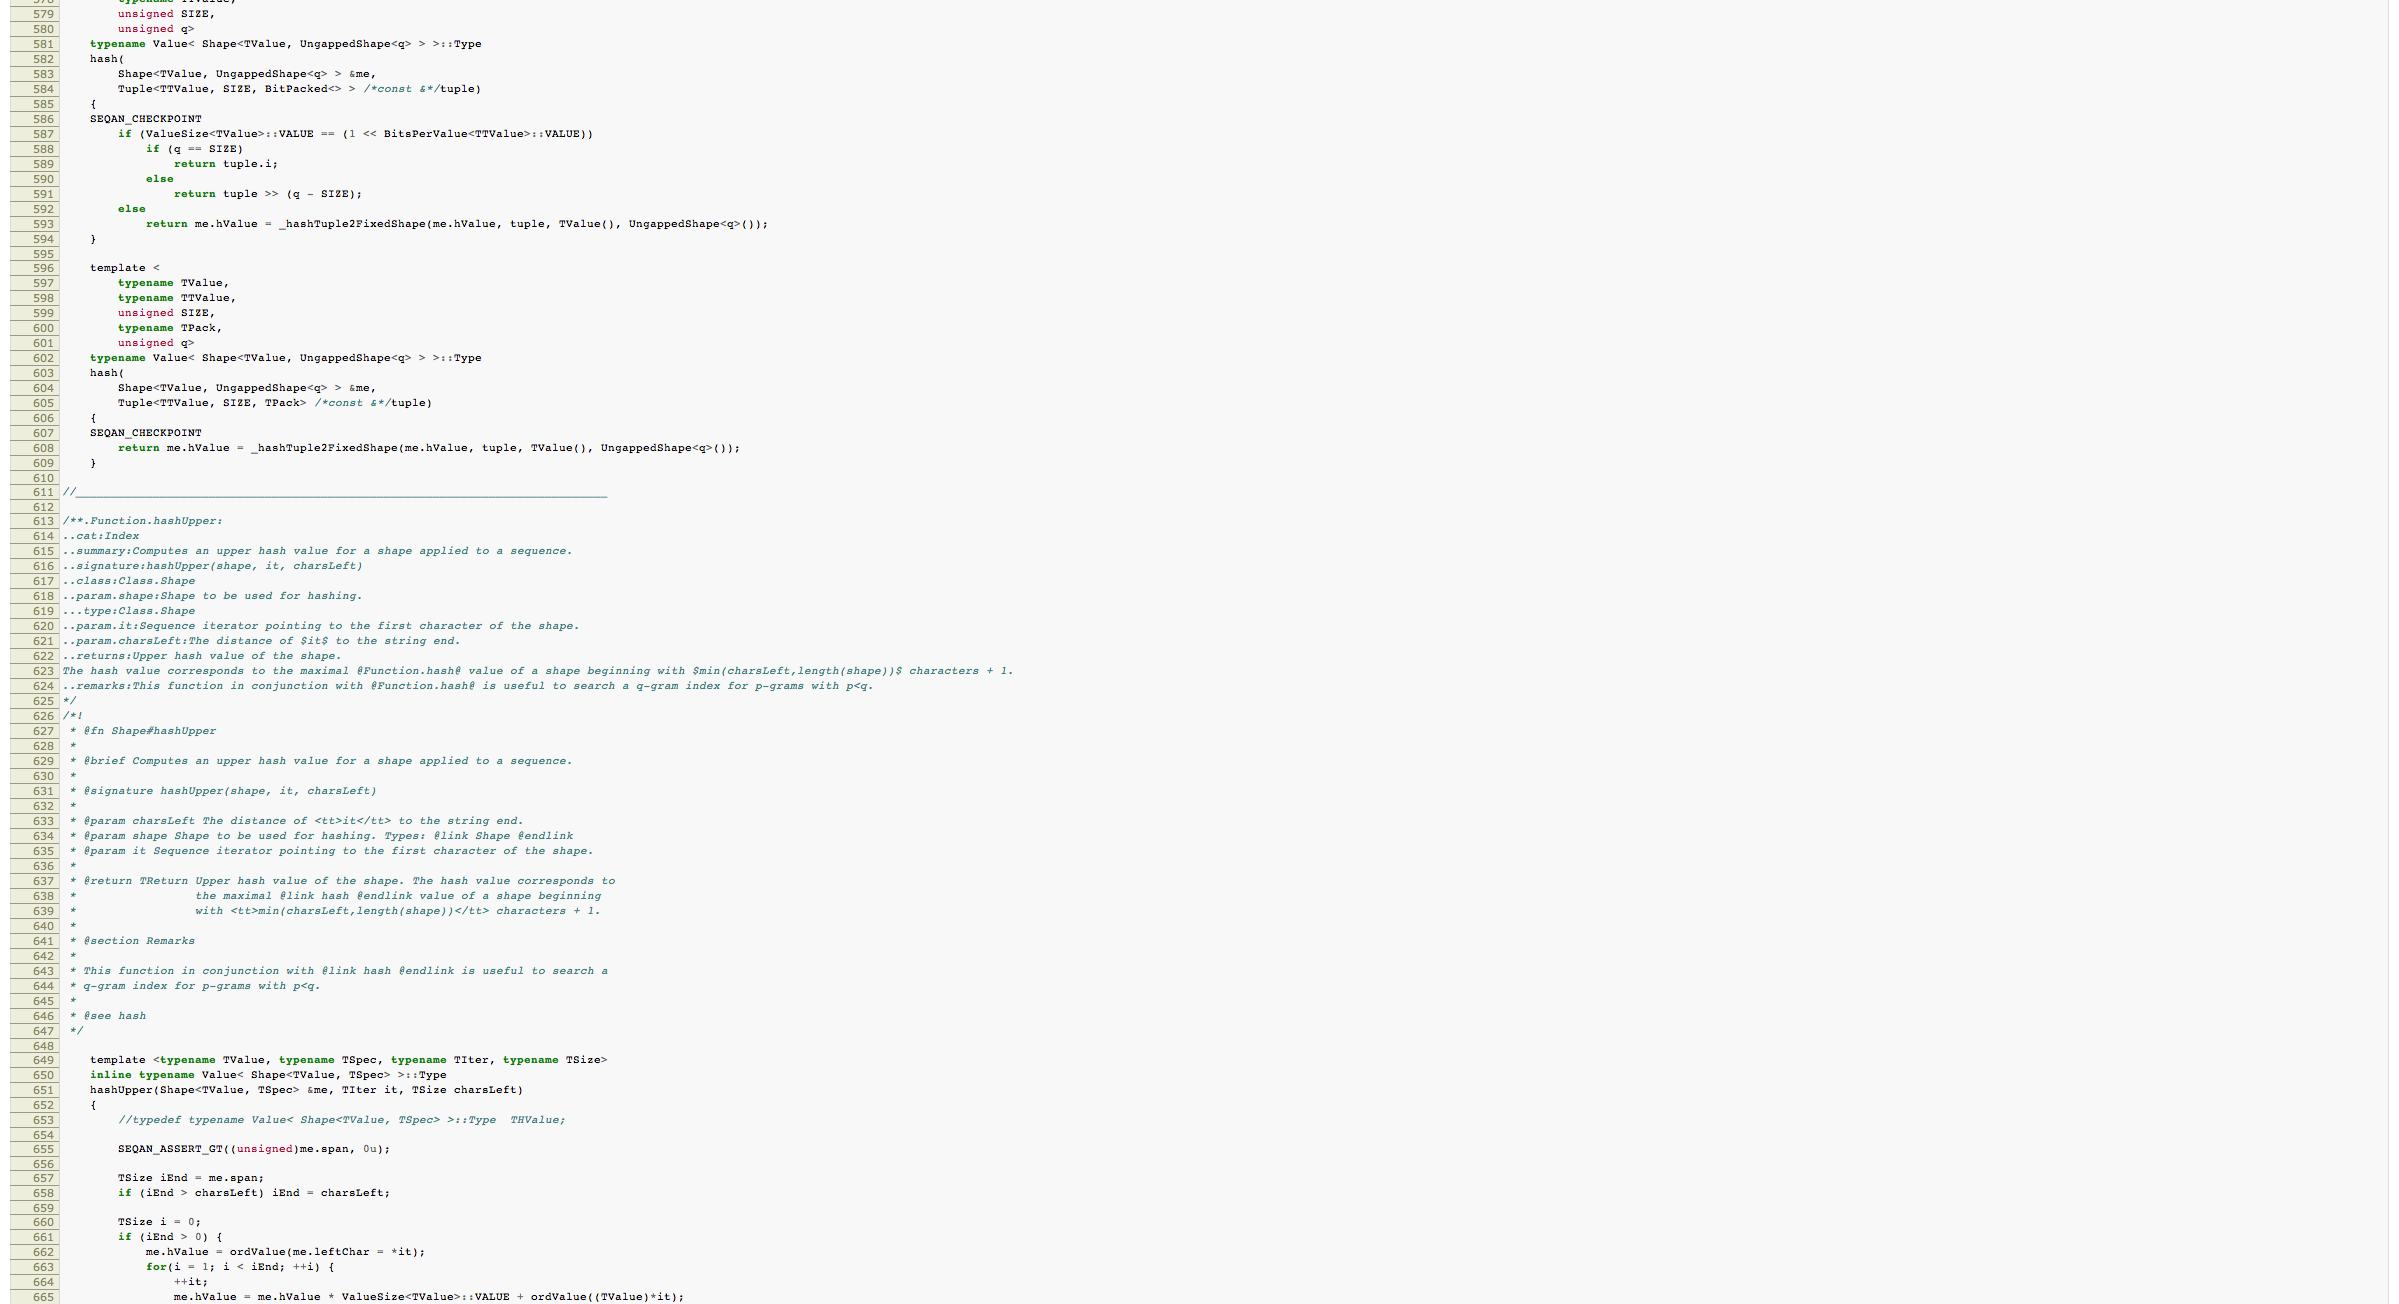 579 unsigned SIZE,
580 unsigned q>
581 typename Value< Shape<TValue, UngappedShape<q> > >::Type
582 hash(
583 Shape<TValue, UngappedShape<q> > &me,
584 Tuple<TTValue, SIZE, BitPacked<> > /*const &*/tuple)
585 {
586 SEQAN_CHECKPOINT
587 if (ValueSize<TValue>::VALUE == (1 << BitsPerValue<TTValue>::VALUE))
588 if (q == SIZE)
589 return tuple.i;
590 else
591 return tuple >> (q - SIZE);
592 else
593 return me.hValue = _hashTuple2FixedShape(me.hValue, tuple, TValue(), UngappedShape<q>());
594 }
595
596 template <
597 typename TValue,
598 typename TTValue,
599 unsigned SIZE,
600 typename TPack,
601 unsigned q>
602 typename Value< Shape<TValue, UngappedShape<q> > >::Type
603 hash(
604 Shape<TValue, UngappedShape<q> > &me,
605 Tuple<TTValue, SIZE, TPack> /*const &*/tuple)
606 {
607 SEQAN_CHECKPOINT
608 return me.hValue = _hashTuple2FixedShape(me.hValue, tuple, TValue(), UngappedShape<q>());
609 }
610
611 //____________________________________________________________________________
612
613 /**.Function.hashUpper:
614 ..cat:Index
615 ..summary:Computes an upper hash value for a shape applied to a sequence.
616 ..signature:hashUpper(shape, it, charsLeft)
617 ..class:Class.Shape
618 ..param.shape:Shape to be used for hashing.
619 ...type:Class.Shape
620 ..param.it:Sequence iterator pointing to the first character of the shape.
621 ..param.charsLeft:The distance of $it$ to the string end.
622 ..returns:Upper hash value of the shape.
623 The hash value corresponds to the maximal @Function.hash@ value of a shape beginning with $min(charsLeft,length(shape))$ characters + 1.
624 ..remarks:This function in conjunction with @Function.hash@ is useful to search a q-gram index for p-grams with p<q.
625 */
626 /*!
627 * @fn Shape#hashUpper
628 *
629 * @brief Computes an upper hash value for a shape applied to a sequence.
630 *
631 * @signature hashUpper(shape, it, charsLeft)
632 *
633 * @param charsLeft The distance of <tt>it</tt> to the string end.
634 * @param shape Shape to be used for hashing. Types: @link Shape @endlink
635 * @param it Sequence iterator pointing to the first character of the shape.
636 *
637 * @return TReturn Upper hash value of the shape. The hash value corresponds to
638 * the maximal @link hash @endlink value of a shape beginning
639 * with <tt>min(charsLeft,length(shape))</tt> characters + 1.
640 *
641 * @section Remarks
642 *
643 * This function in conjunction with @link hash @endlink is useful to search a
644 * q-gram index for p-grams with p<q.
645 *
646 * @see hash
647 */
648
649 template <typename TValue, typename TSpec, typename TIter, typename TSize>
650 inline typename Value< Shape<TValue, TSpec> >::Type
651 hashUpper(Shape<TValue, TSpec> &me, TIter it, TSize charsLeft)
652 {
653 //typedef typename Value< Shape<TValue, TSpec> >::Type THValue;
654
655 SEQAN_ASSERT_GT((unsigned)me.span, 0u);
656
657 TSize iEnd = me.span;
658 if (iEnd > charsLeft) iEnd = charsLeft;
659
660 TSize i = 0;
661 if (iEnd > 0) {
662 me.hValue = ordValue(me.leftChar = *it);
663 for(i = 1; i < iEnd; ++i) {
664 ++it;
665 me.hValue = me.hValue * ValueSize<TValue>::VALUE + ordValue((TValue)*it);